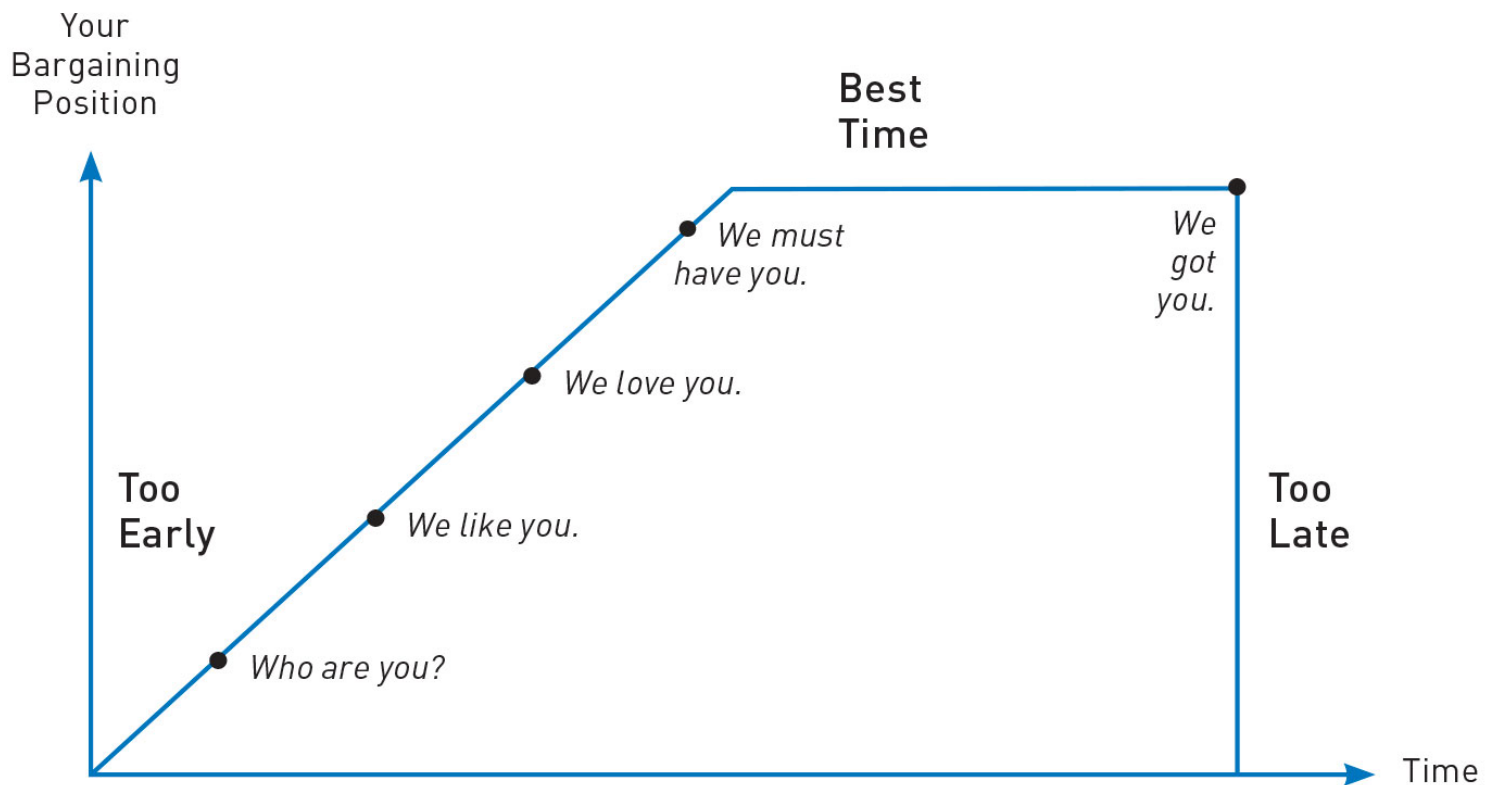 Your
Bargaining
Position
Best
Time
We must
have you.
We
got
you.
We love you.
Too
Early
We like you.
Too
Late
Who are you?
Time